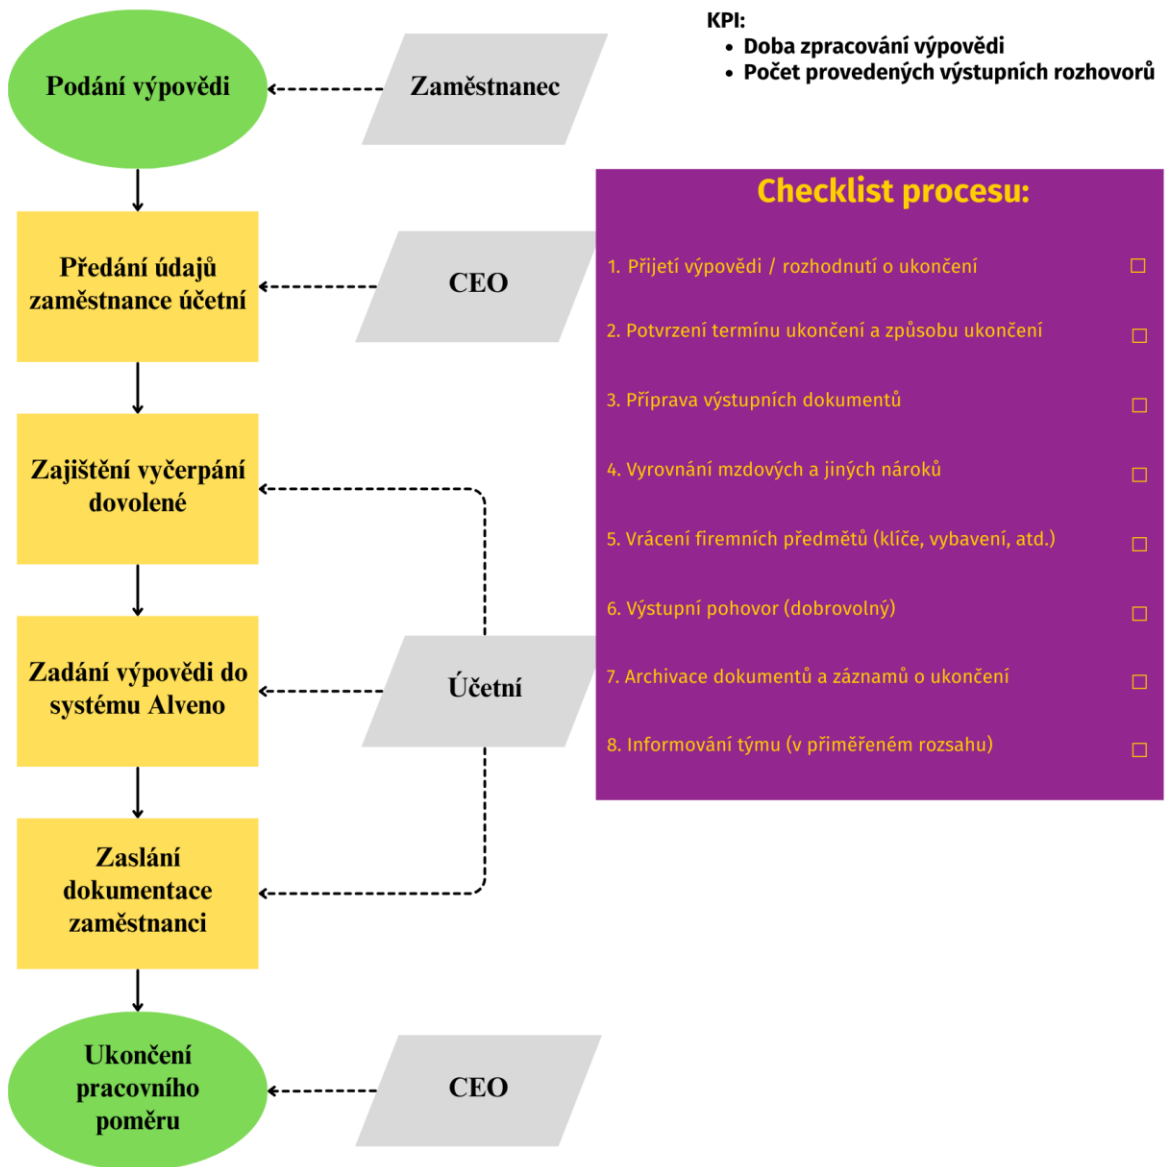 Podání výpovědi
Zaměstnanec
KPI:
• Doba zpracování výpovědi
• Počet provedených výstupních rozhovorů
Předání údajů
zaměstnance účetní
CEO
Zajištění vyčerpání
dovolené
Zadání výpovědi do
systému Alveno
Účetní
Zaslání
dokumentace
zaměstnanci
Ukončení
pracovního
poměru
CEO
Checklist procesu:
1. Přijetí výpovědi / rozhodnutí o ukončení
2. Potvrzení termínu ukončení a způsobu ukončení
3. Příprava výstupních dokumentů
4. Vyrovnání mzdových a jiných nároků
5. Vrácení firemních předmětů (klíče, vybavení, atd.)
6. Výstupní pohovor (dobrovolný)
7. Archivace dokumentů a záznamů o ukončení
8. Informování týmu (v přiměřeném rozsahu)